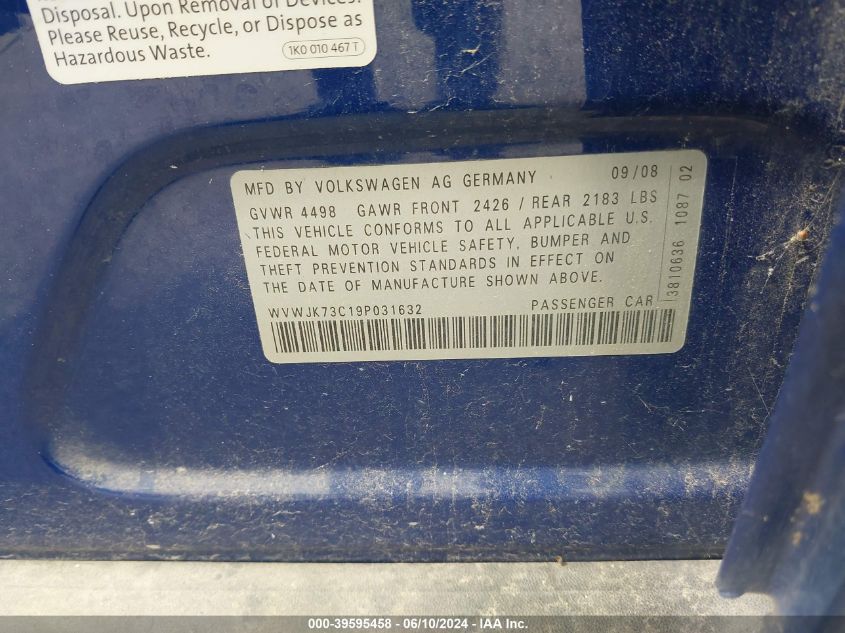 Disposal. Upon Removal of Devices.
Please Reuse, Recycle, or Dispose as
Hazardous Waste.
1K0 010 467 T
MFD BY VOLKSWAGEN AG GERMANY 09/08
GVWR 4498 GAWR FRONT 2426 / REAR 2183 LBS
THIS VEHICLE CONFORMS TO ALL APPLICABLE U.S.
FEDERAL MOTOR VEHICLE SAFETY, BUMPER AND
THEFT PREVENTION STANDARDS IN EFFECT ON
THE DATE OF MANUFACTURE SHOWN ABOVE.
WVWJK73C19P031632 PASSENGER CAR
3810636 1087 02
000-39595458 - 06/10/2024 - IAA Inc.